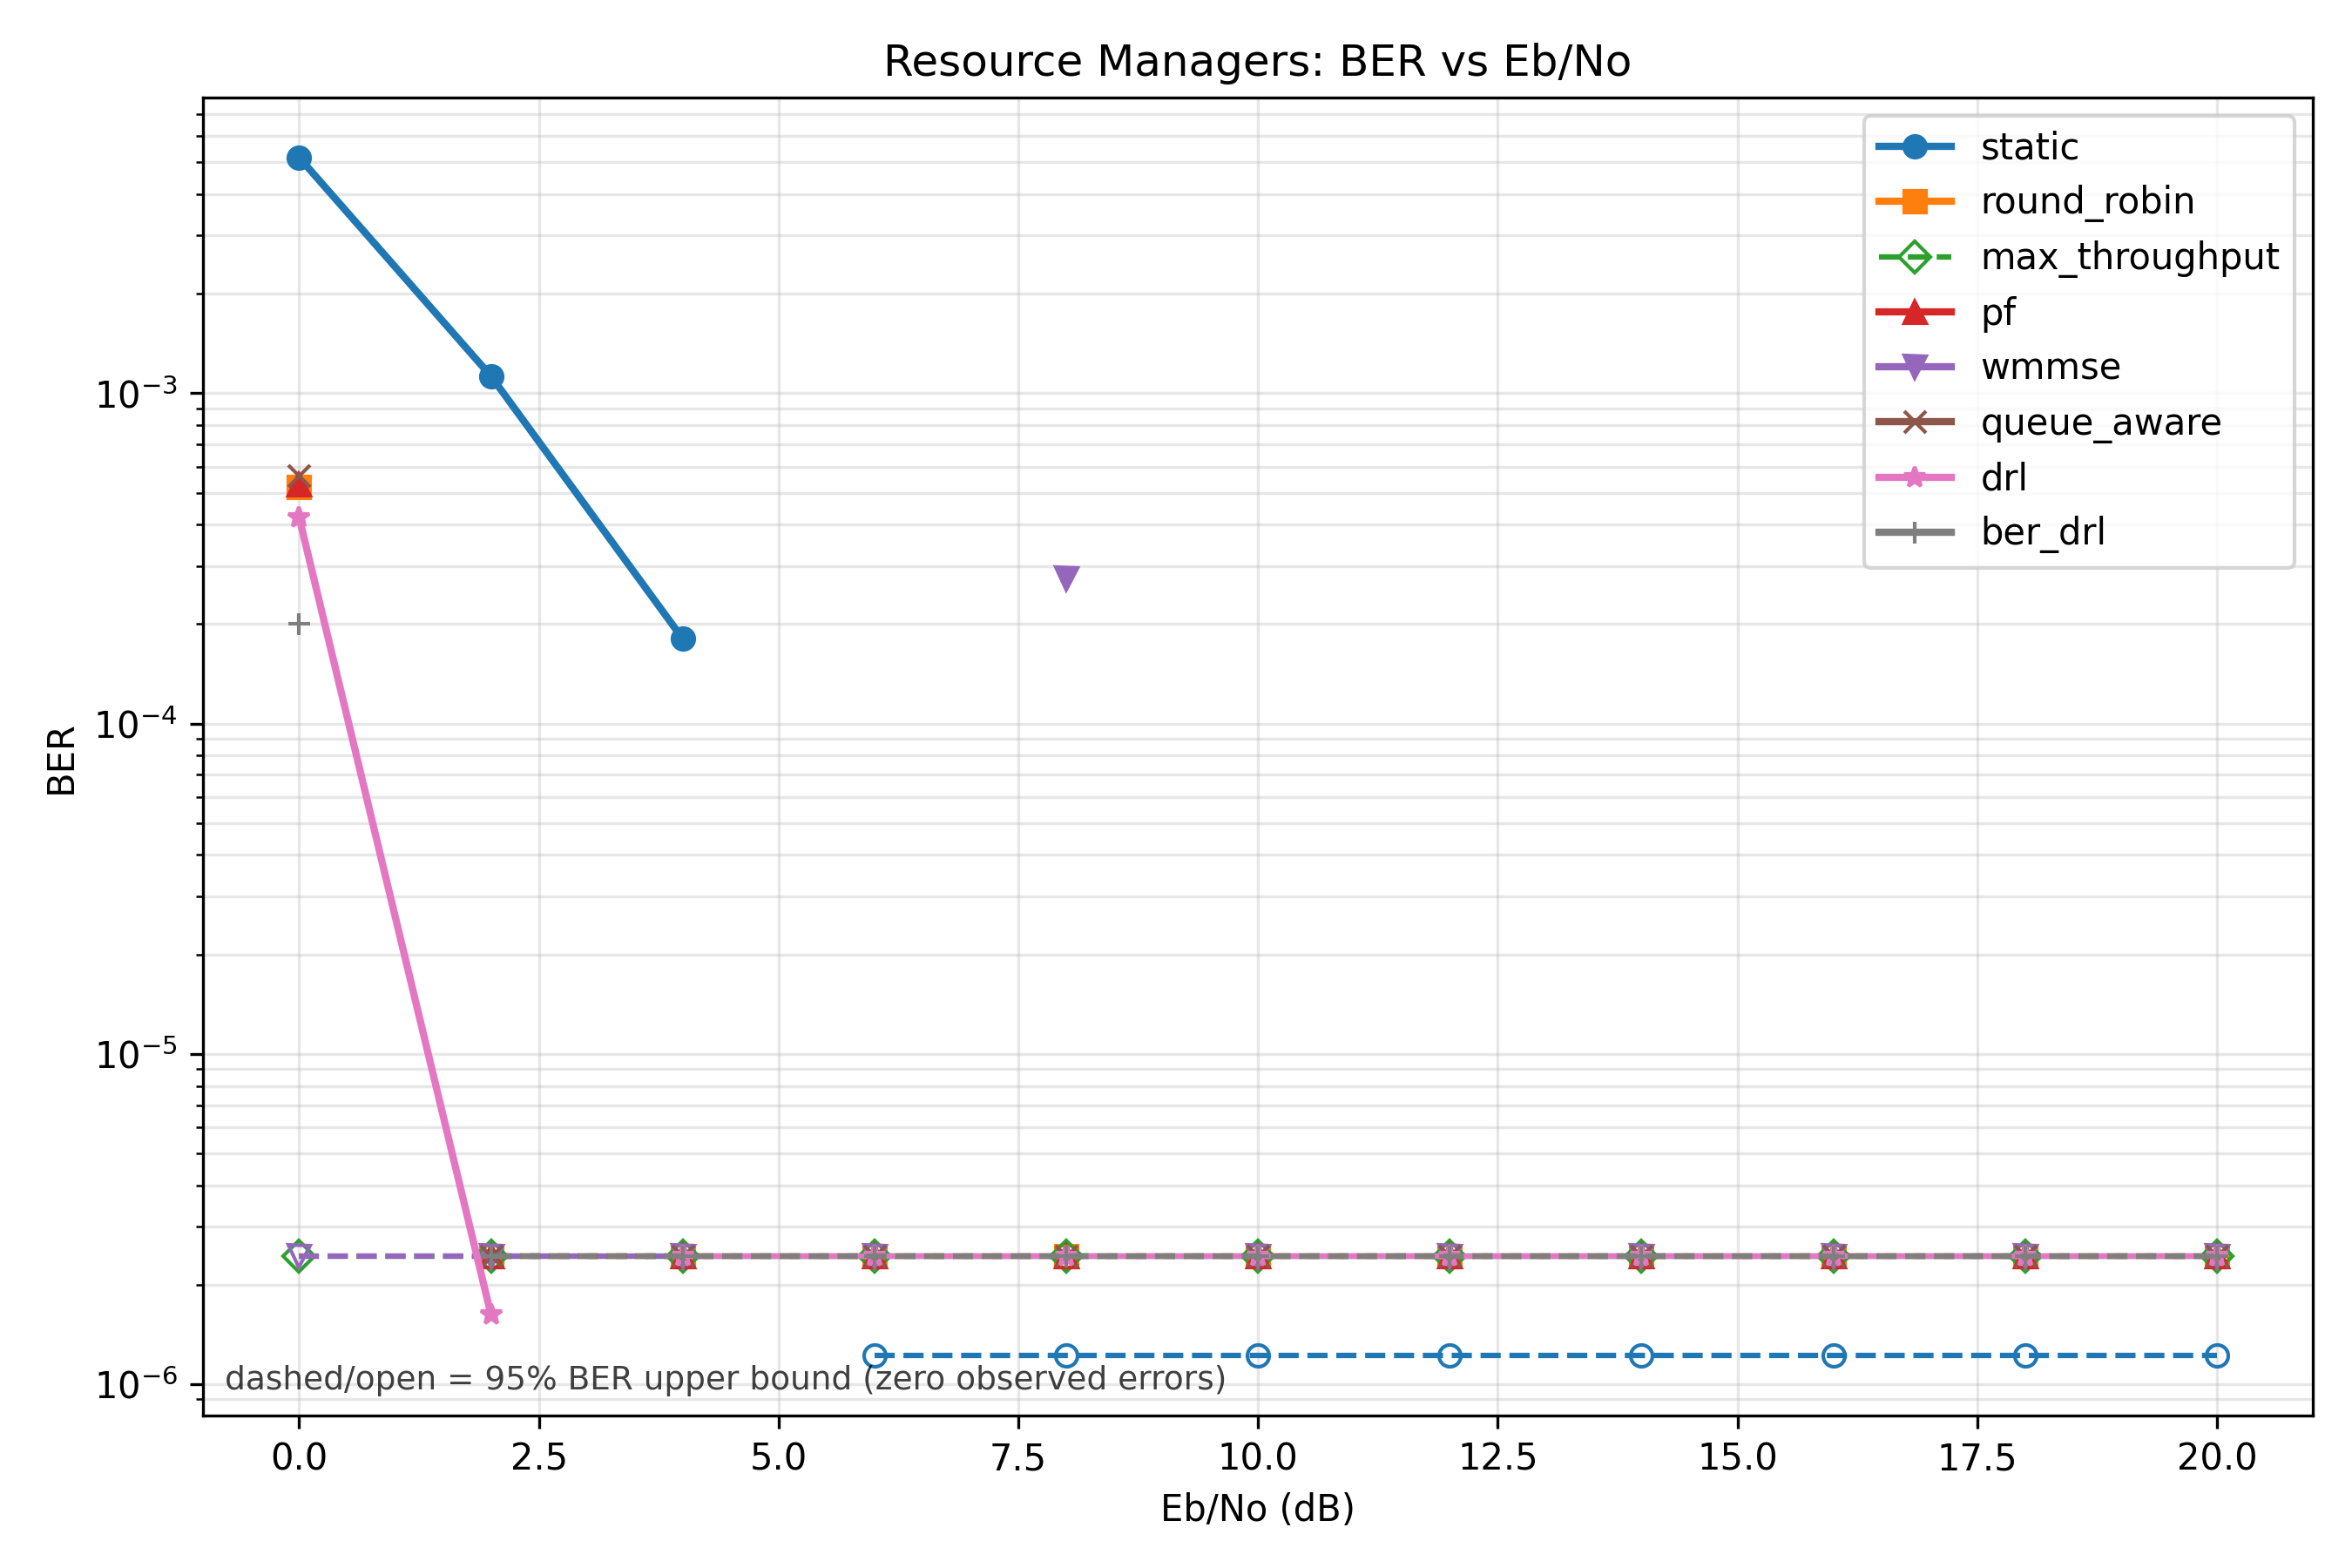 Resource Managers: BER vs Eb/No
static
round_robin
max_throughput
pf
wmmse
queue_aware
drl
ber_drl
BER
10⁻³
10⁻⁴
10⁻⁵
10⁻⁶
dashed/open = 95% BER upper bound (zero observed errors)
0.0 2.5 5.0 7.5 10.0 12.5 15.0 17.5 20.0
Eb/No (dB)